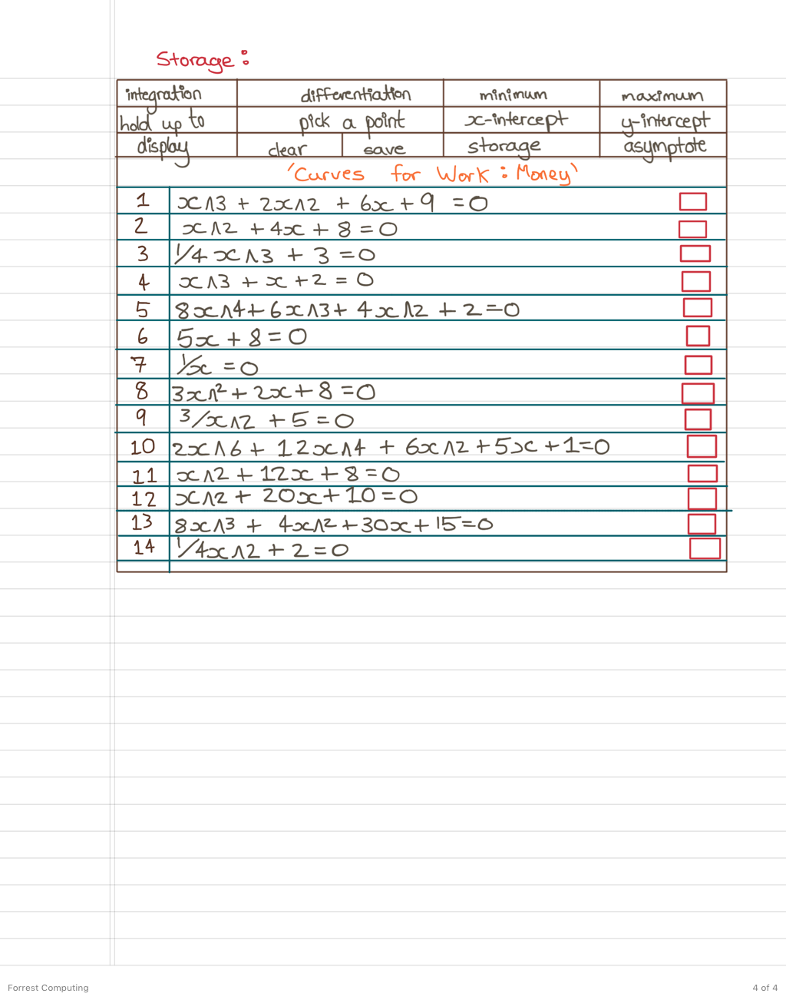 Storage:
integration differentiation minimum maximum
hold up to pick a point x-intercept y-intercept
display clear save storage asymptote
'Curves for Work: Money'
1 x^3 + 2x^2 + 6x + 9 = 0
2 x^2 + 4x + 8 = 0
3 1/4 x^3 + 3 = 0
4 x^3 + x + 2 = 0
5 8x^4 + 6x^3 + 4x^2 + 2 = 0
6 5x + 8 = 0
7 1/x = 0
8 3x^2 + 2x + 8 = 0
9 3/x^2 + 5 = 0
10 2x^6 + 12x^4 + 6x^2 + 5x + 1 = 0
11 x^2 + 12x + 8 = 0
12 x^2 + 20x + 10 = 0
13 8x^3 + 4x^2 + 30x + 15 = 0
14 1/4x^2 + 2 = 0
Forrest Computing 4 of 4